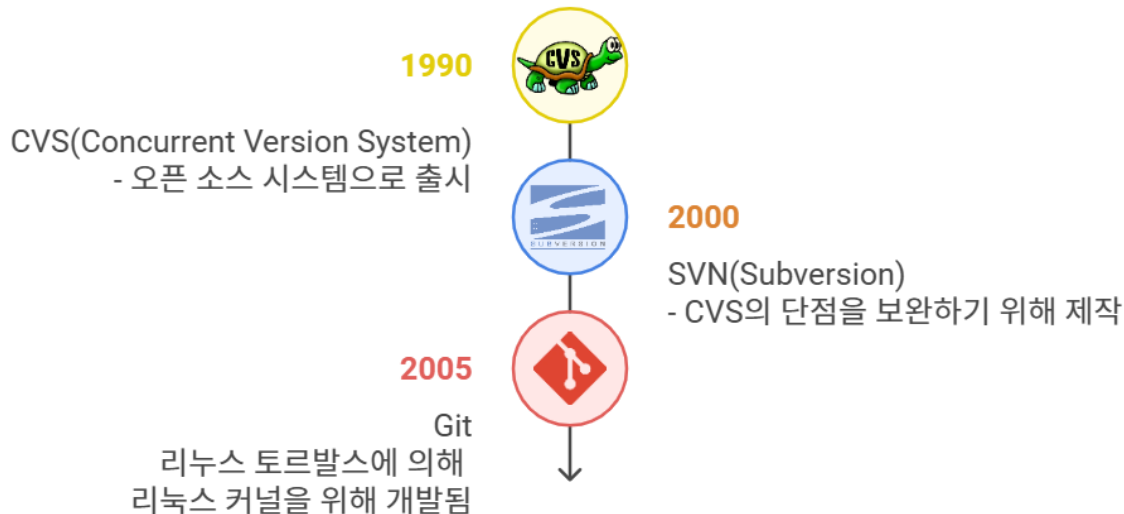 CVS
1990
CVS(Concurrent Version System)
- 오픈 소스 시스템으로 출시
SUBVERSION
2000
SVN(Subversion)
- CVS의 단점을 보완하기 위해 제작
2005
Git
리누스 토르발스에 의해
리눅스 커널을 위해 개발됨